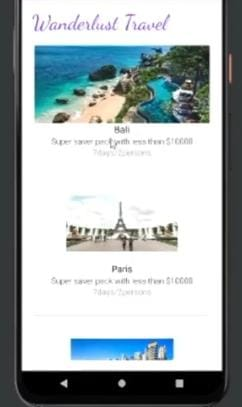 Wanderlust Travel
Bali
Super saver pack with less than $10000
7days/2persons
Paris
Super saver pack with less than $10000
7days/2persons